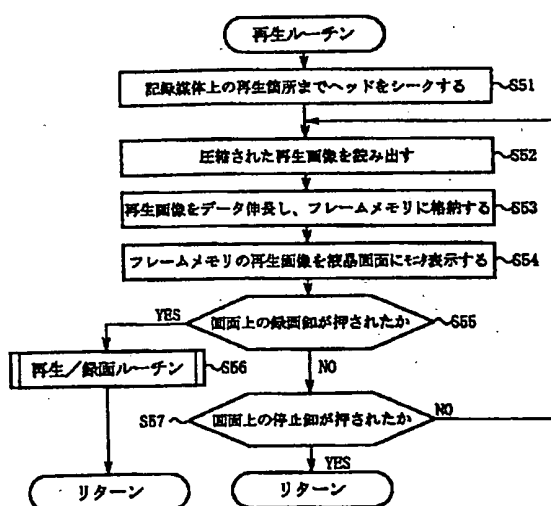 再生ルーチン
記録媒体上の再生箇所までヘッドをシークする
S51
圧縮された再生画像を読み出す
S52
再生画像をデータ伸長し、フレームメモリに格納する
S53
フレームメモリの再生画像を液晶画面にモニタ表示する
S54
YES
画面上の録画釦が押されたか
S55
再生/録画ルーチン
S56
NO
S57
画面上の停止釦が押されたか
NO
YES
リターン
リターン